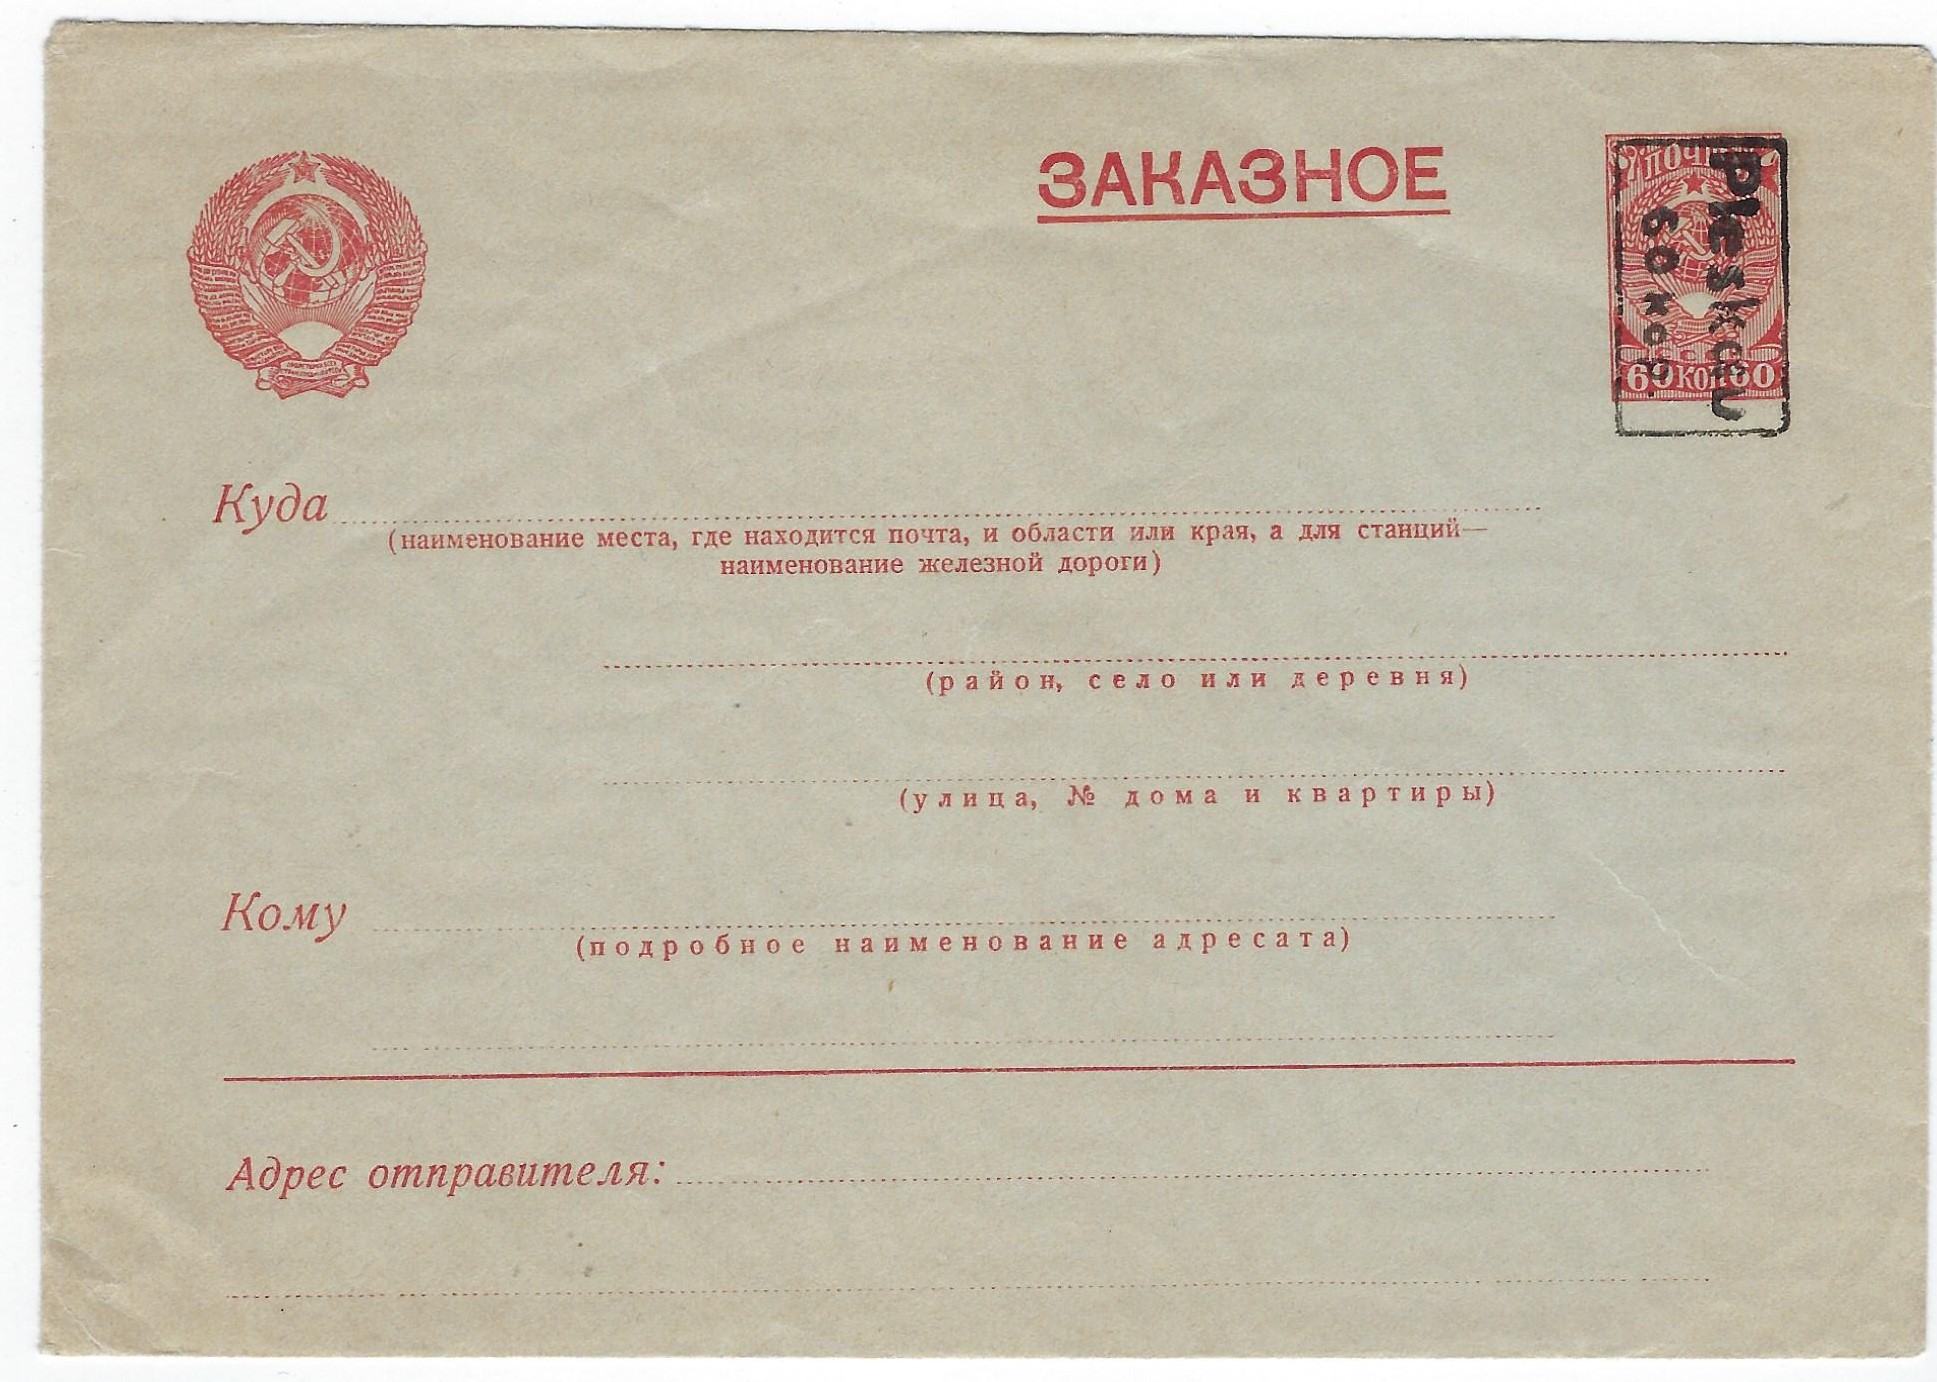 ЗАКАЗНОЕ
ПОЧТА
60 КОП 60
Pleskau
60 кор.
Куда
(наименование места, где находится почта, и области или края, а для станций—
наименование железной дороги)
(район, село или деревня)
(улица, № дома и квартиры)
Кому
(подробное наименование адресата)
Адрес отправителя: